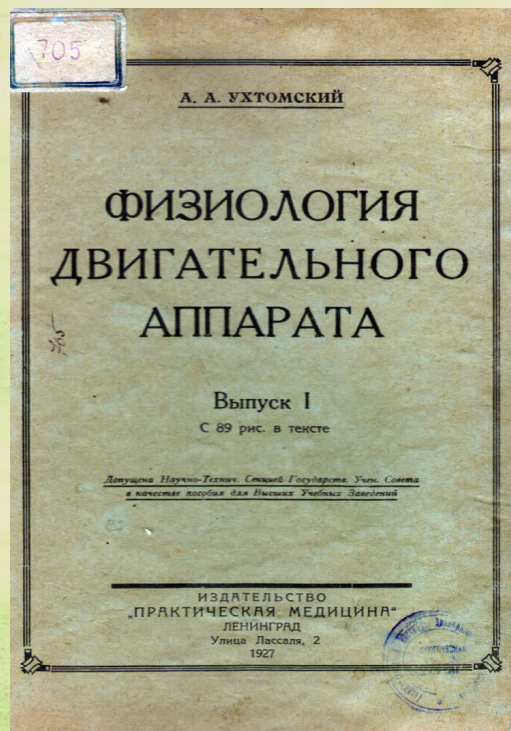 705
А. А. УХТОМСКИЙ
ФИЗИОЛОГИЯ
ДВИГАТЕЛЬНОГО
АППАРАТА
Выпуск I
С 89 рис. в тексте
Допущена Научно-Технич. Секцией Государств. Учен. Совета
в качестве пособия для Высших Учебных Заведений
ИЗДАТЕЛЬСТВО
„ПРАКТИЧЕСКАЯ МЕДИЦИНА“
ЛЕНИНГРАД
Улица Лассаля, 2
1927